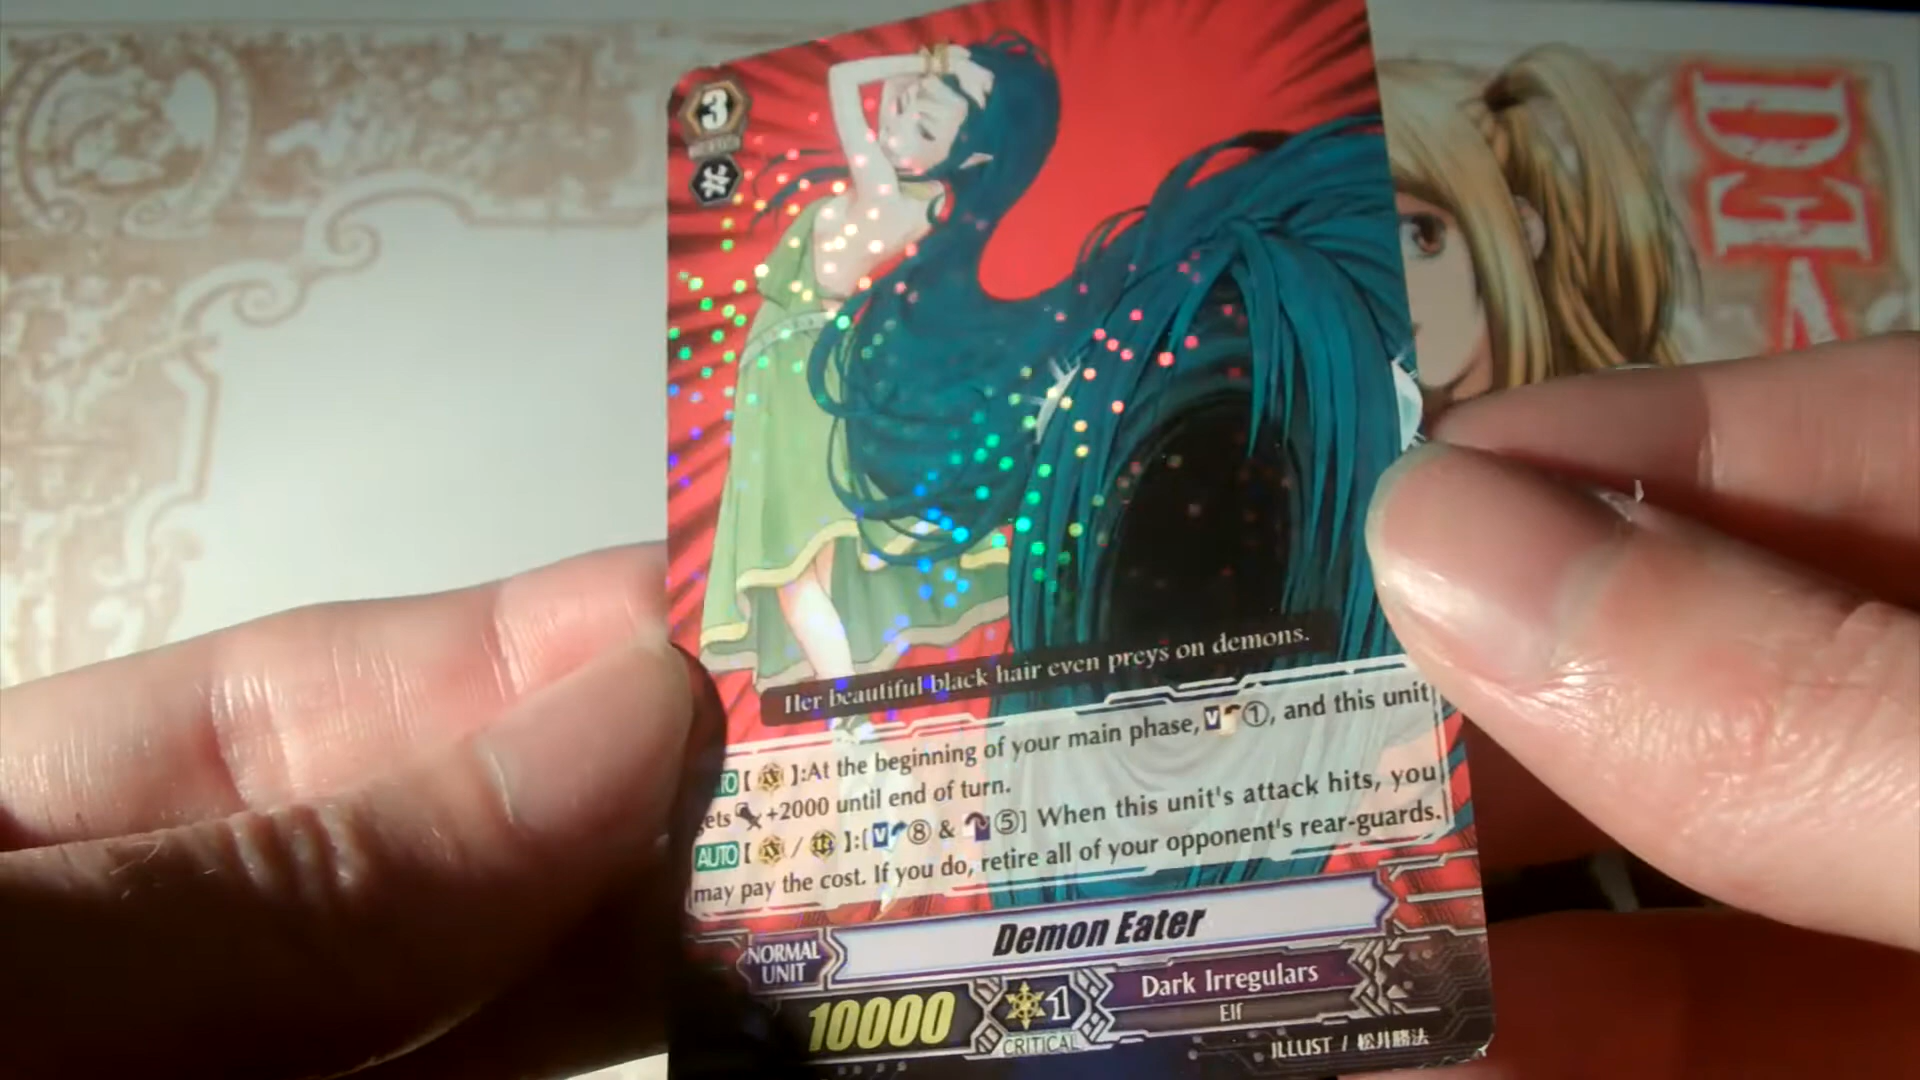 3
Her beautiful black hair even preys on demons.
[ ]:At the beginning of your main phase, V ①, and this unit
gets +2000 until end of turn.
AUTO [ / ]:[V ⑧ & ⑤] When this unit's attack hits, you
may pay the cost. If you do, retire all of your opponent's rear-guards.
Demon Eater
NORMAL
UNIT
10000
1
CRITICAL
Dark Irregulars
Elf
ILLUST / 松井勝法